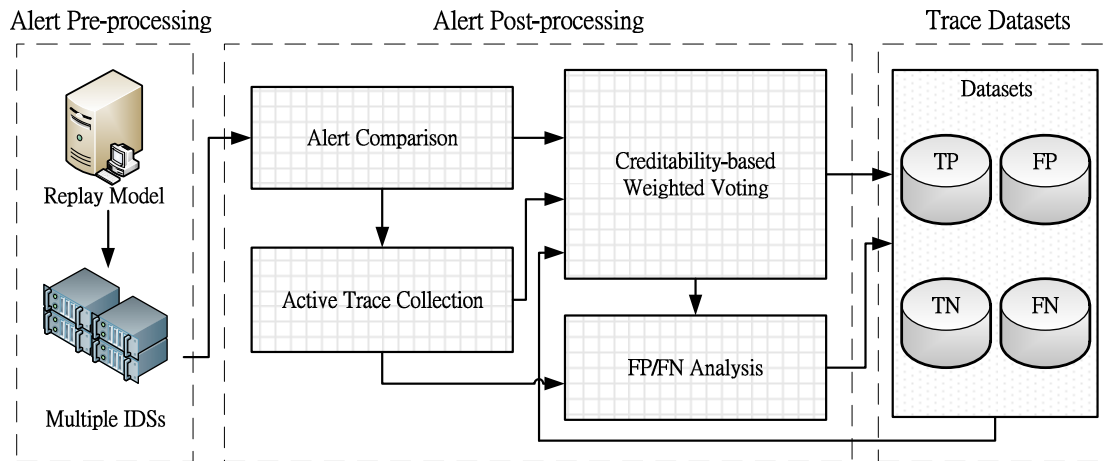 Alert Pre-processing
Alert Post-processing
Trace Datasets
Replay Model
Multiple IDSs
Alert Comparison
Active Trace Collection
Creditability-based
Weighted Voting
FP/FN Analysis
Datasets
TP
FP
TN
FN